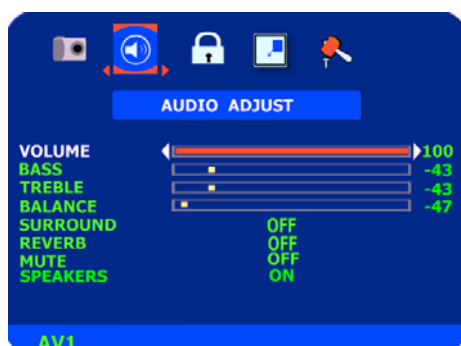 AUDIO ADJUST
VOLUME 100
BASS -43
TREBLE -43
BALANCE -47
SURROUND OFF
REVERB OFF
MUTE OFF
SPEAKERS ON
AV1